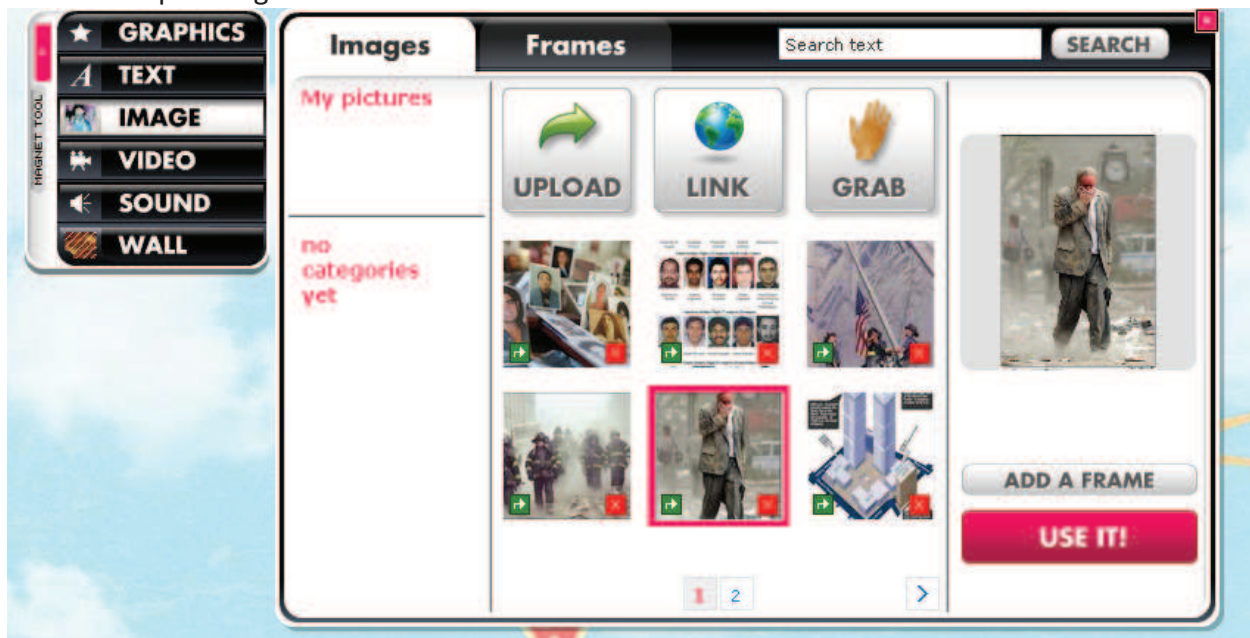 GRAPHICS
TEXT
IMAGE
VIDEO
SOUND
WALL
MAGNET TOOL
Images
Frames
Search text
SEARCH
My pictures
no
categories
yet
UPLOAD
LINK
GRAB
1 2 >
ADD A FRAME
USE IT!